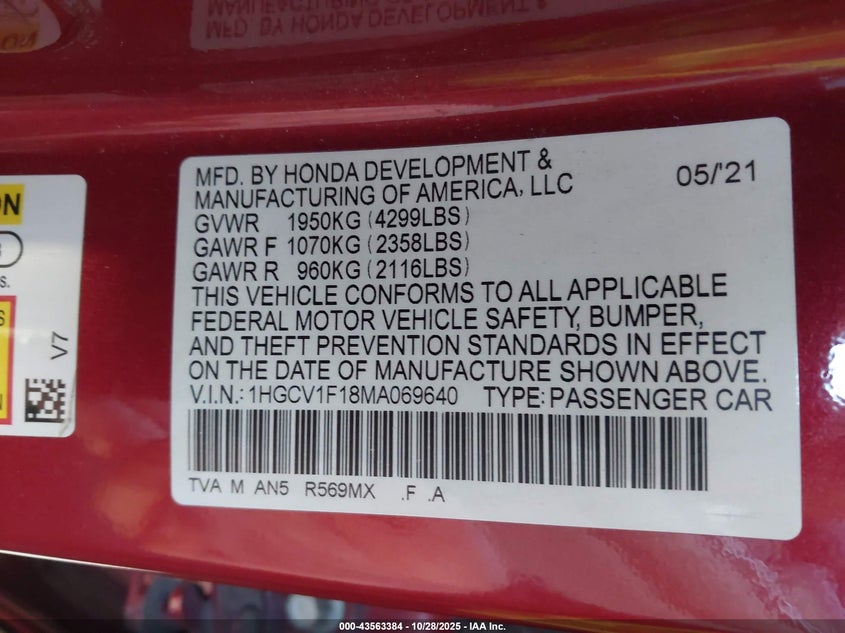 MFD. BY HONDA DEVELOPMENT &
MANUFACTURING OF AMERICA, LLC
05/'21
GVWR 1950KG (4299LBS)
GAWR F 1070KG (2358LBS)
GAWR R 960KG (2116LBS)
THIS VEHICLE CONFORMS TO ALL APPLICABLE
FEDERAL MOTOR VEHICLE SAFETY, BUMPER,
AND THEFT PREVENTION STANDARDS IN EFFECT
ON THE DATE OF MANUFACTURE SHOWN ABOVE.
V.I.N.: 1HGCV1F18MA069640 TYPE: PASSENGER CAR
TVA M AN5 R569MX .F .A
V7
000-43563384 | 10/28/2025 - IAA Inc.